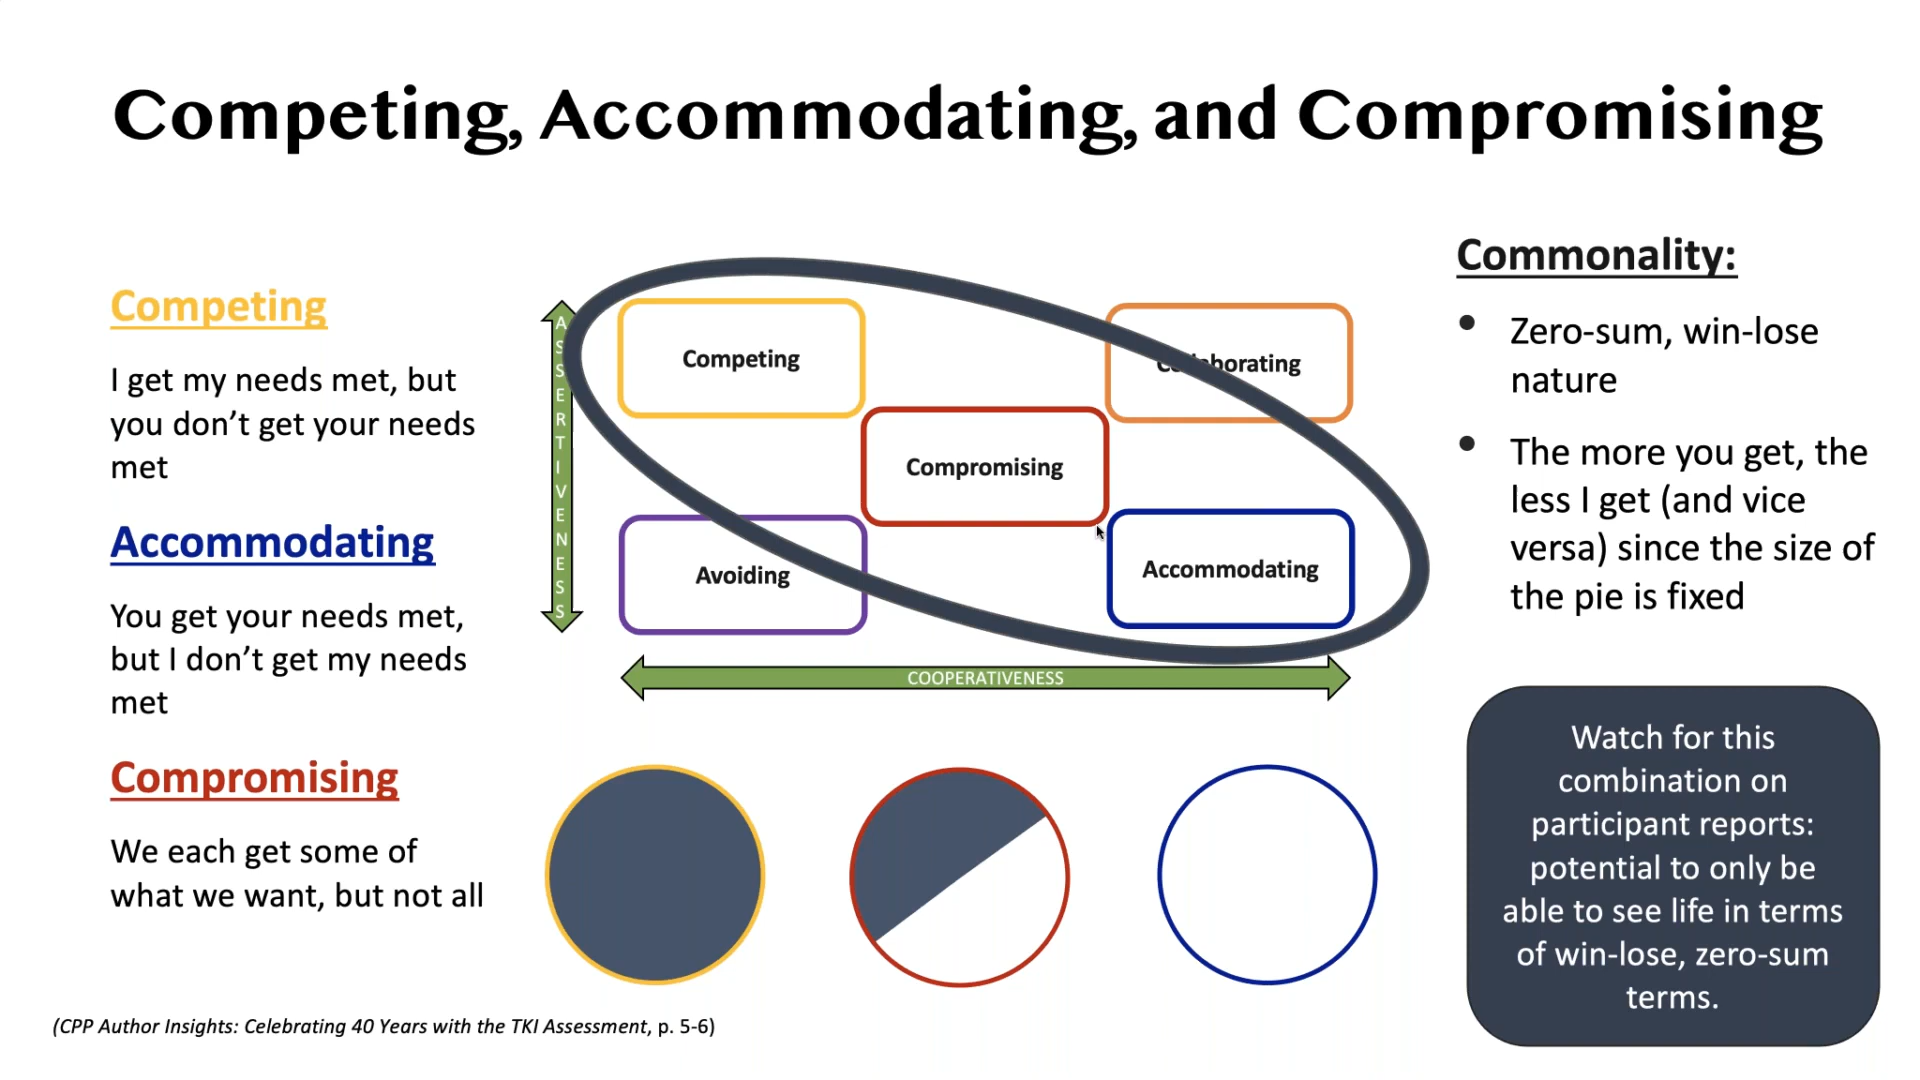 Competing, Accommodating, and Compromising
Competing
I get my needs met, but
you don’t get your needs
met
Accommodating
You get your needs met,
but I don’t get my needs
met
Compromising
We each get some of
what we want, but not all
ASSERTIVENESS
Competing
Compromising
Avoiding
Accommodating
COOPERATIVENESS
Commonality:
• Zero-sum, win-lose
nature
• The more you get, the
less I get (and vice
versa) since the size of
the pie is fixed
Watch for this
combination on
participant reports:
potential to only be
able to see life in terms
of win-lose, zero-sum
terms.
(CPP Author Insights: Celebrating 40 Years with the TKI Assessment, p. 5-6)